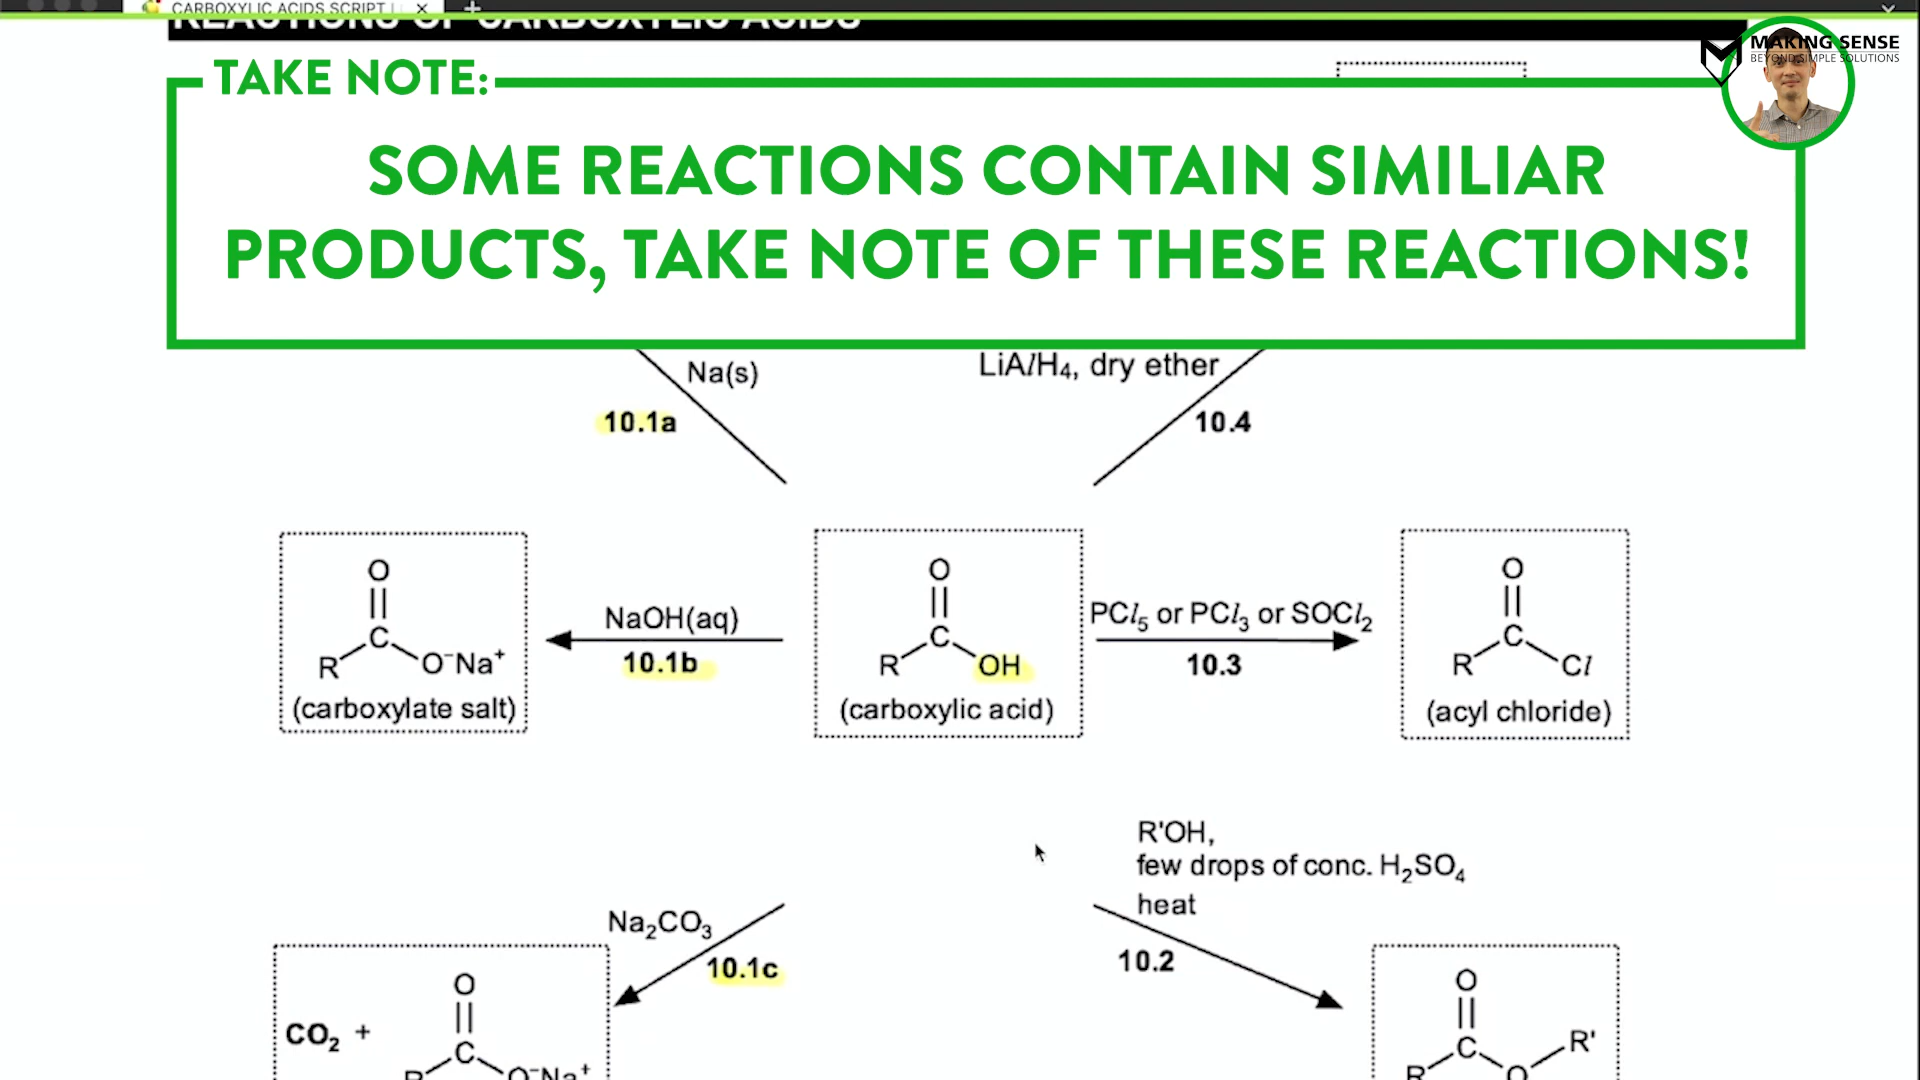 CARBOXYLIC ACIDS SCRIPT
REACTIONS OF CARBOXYLIC ACIDS
MAKING SENSE
BEYOND SIMPLE SOLUTIONS
TAKE NOTE:
SOME REACTIONS CONTAIN SIMILIAR
PRODUCTS, TAKE NOTE OF THESE REACTIONS!
Na(s)
10.1a
LiAlH₄, dry ether
10.4
O
C
R
O⁻Na⁺
(carboxylate salt)
NaOH(aq)
10.1b
O
C
R
OH
(carboxylic acid)
PCl₅ or PCl₃ or SOCl₂
10.3
O
C
R
Cl
(acyl chloride)
R'OH,
few drops of conc. H₂SO₄
heat
10.2
Na₂CO₃
10.1c
CO₂ +
O
C
R
O⁻Na⁺
O
C
R
O
R'